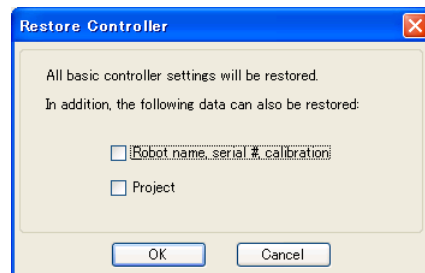 Restore Controller
All basic controller settings will be restored.
In addition, the following data can also be restored:
Robot name, serial #, calibration
Project
OK
Cancel